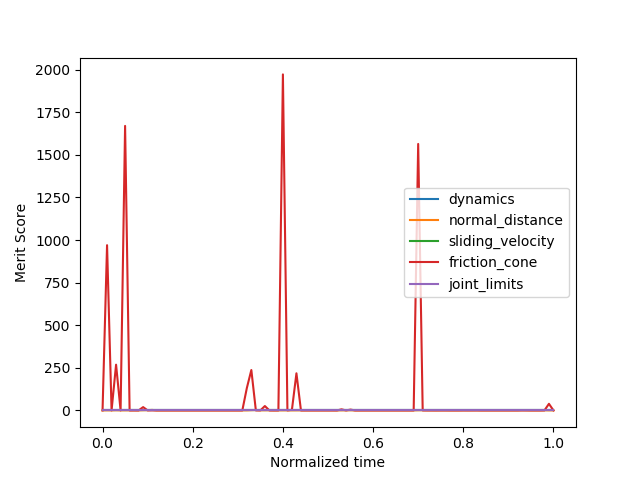 2000
1750
1500
1250
1000
750
500
250
0
Merit Score
dynamics
normal_distance
sliding_velocity
friction_cone
joint_limits
0.0 0.2 0.4 0.6 0.8 1.0
Normalized time